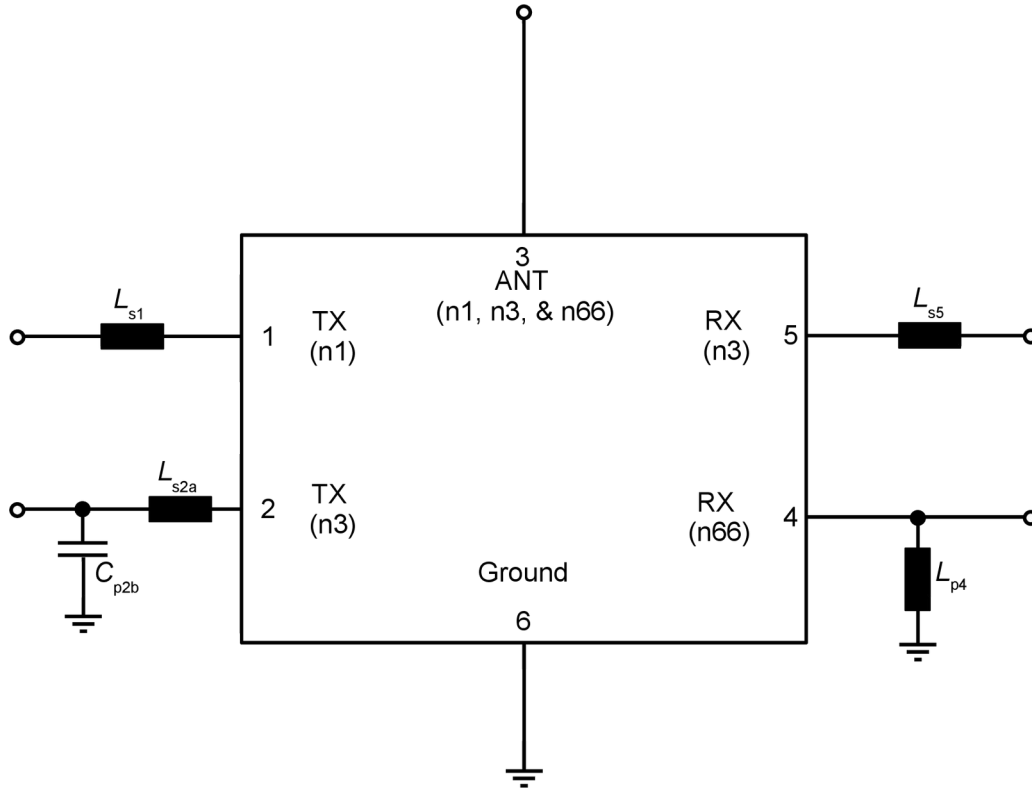 3
ANT
(n1, n3, & n66)
L_s1
1
TX
(n1)
RX
(n3)
5
L_s5
L_s2a
2
TX
(n3)
C_p2b
RX
(n66)
4
L_p4
Ground
6